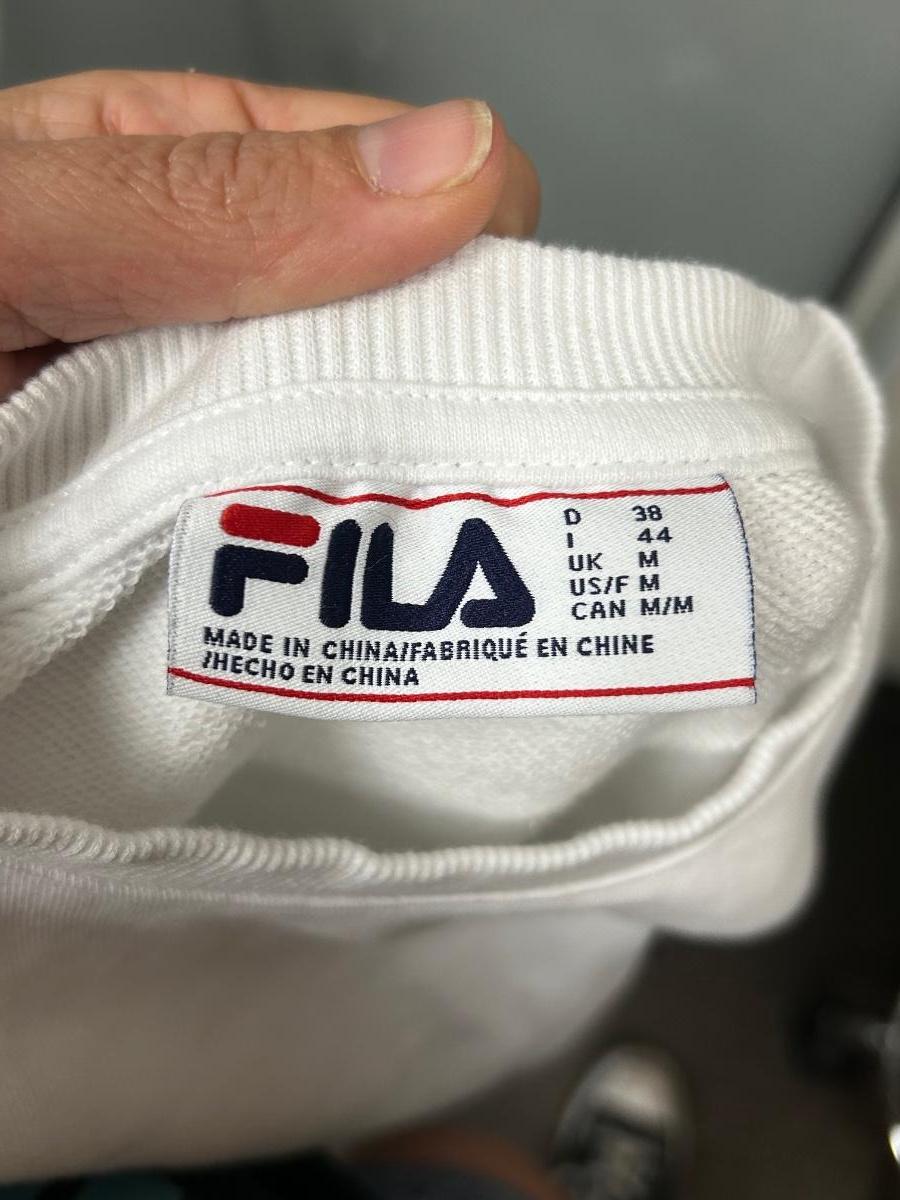 FILA
D 38
I 44
UK M
US/F M
CAN M/M
MADE IN CHINA/FABRIQUÉ EN CHINE
/HECHO EN CHINA